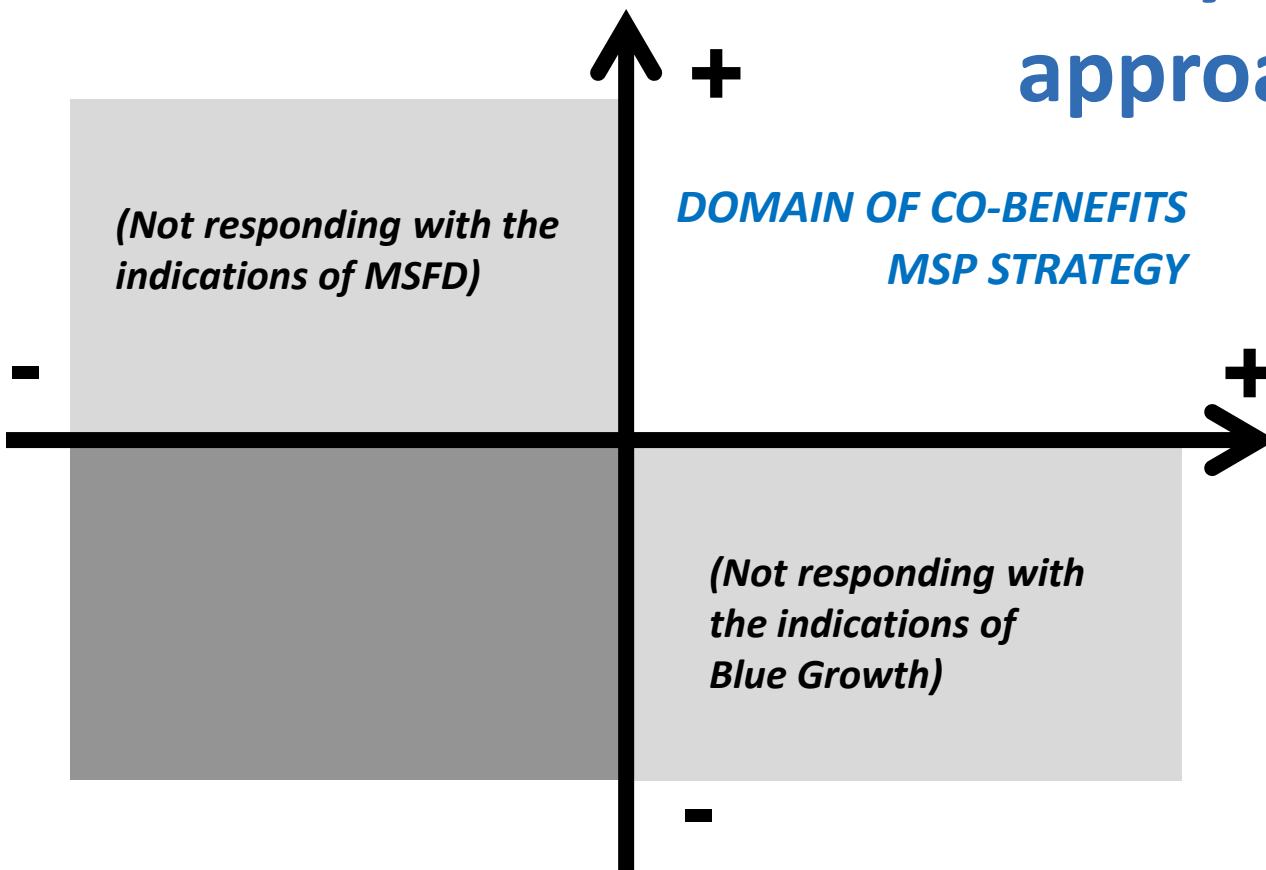 +
DOMAIN OF CO-BENEFITS
MSP STRATEGY
(Not responding with the
indications of MSFD)
-
+
(Not responding with
the indications of
Blue Growth)
-